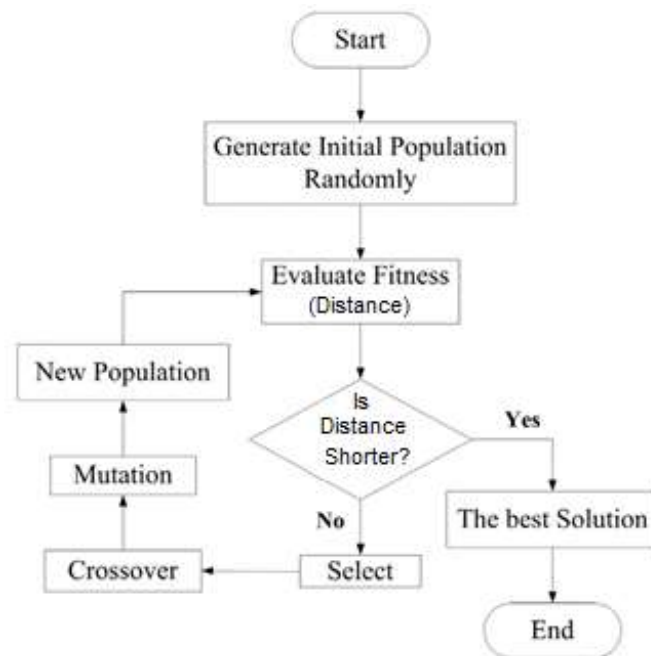 Start
Generate Initial Population
Randomly
Evaluate Fitness
(Distance)
New Population
Is
Distance
Shorter?
Yes
Mutation
The best Solution
No
Crossover
Select
End